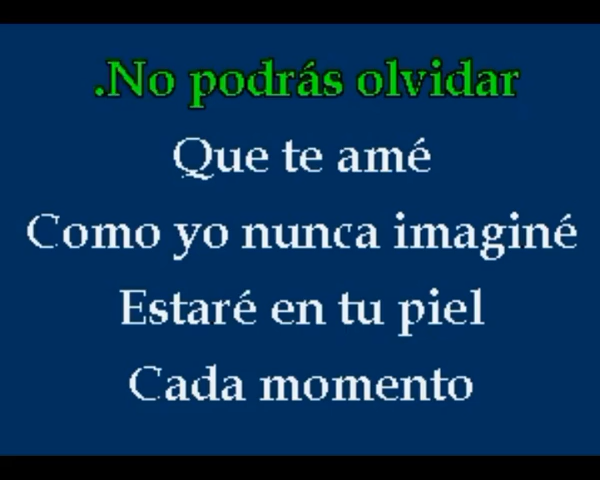 .No podrás olvidar
Que te amé
Como yo nunca imaginé
Estaré en tu piel
Cada momento